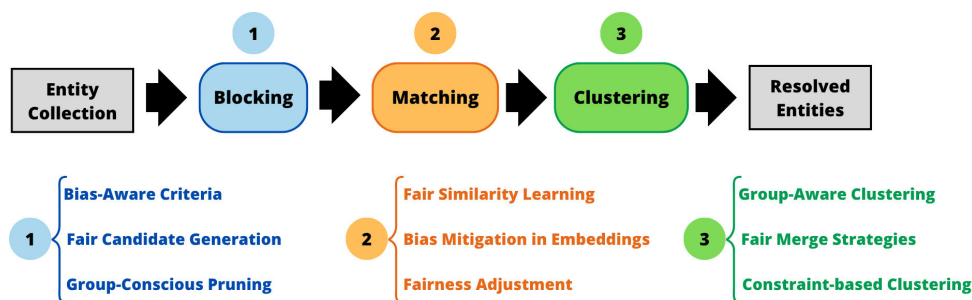 1
2
3
Entity
Collection
Blocking
Matching
Clustering
Resolved
Entities
1
Bias-Aware Criteria
Fair Candidate Generation
Group-Conscious Pruning
2
Fair Similarity Learning
Bias Mitigation in Embeddings
Fairness Adjustment
3
Group-Aware Clustering
Fair Merge Strategies
Constraint-based Clustering